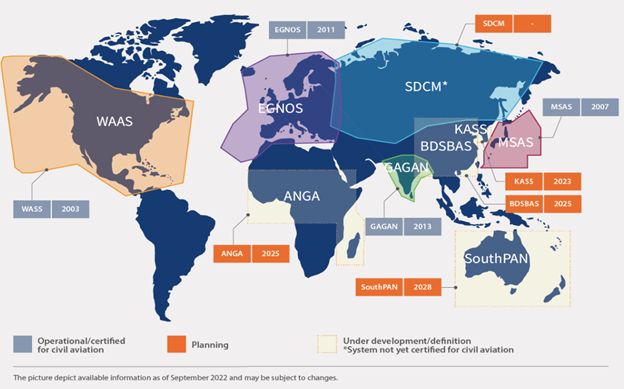 EGNOS 2011
SDCM -
SDCM*
EGNOS
WAAS
MSAS 2007
KASS
MSAS
BDSBAS
GAGAN
KASS 2023
ANGA
BDSBAS 2025
WASS 2003
GAGAN 2013
ANGA 2025
SouthPAN
SouthPAN 2028
Operational/certified
for civil aviation
Planning
Under development/definition
*System not yet certified for civil aviation
The picture depict available information as of September 2022 and may be subject to changes.